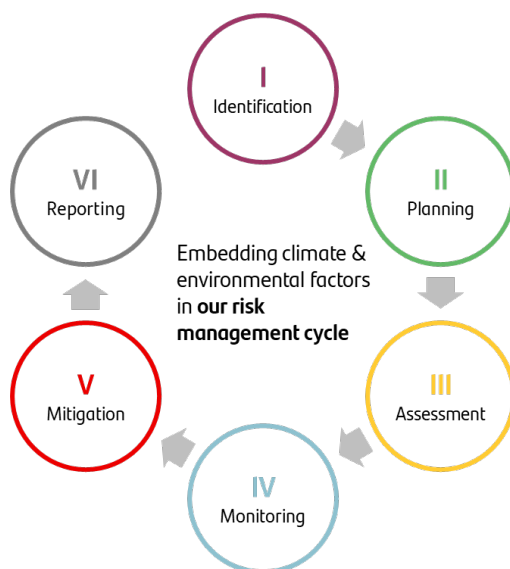 I
Identification
II
Planning
III
Assessment
IV
Monitoring
V
Mitigation
VI
Reporting
Embedding climate &
environmental factors
in our risk
management cycle